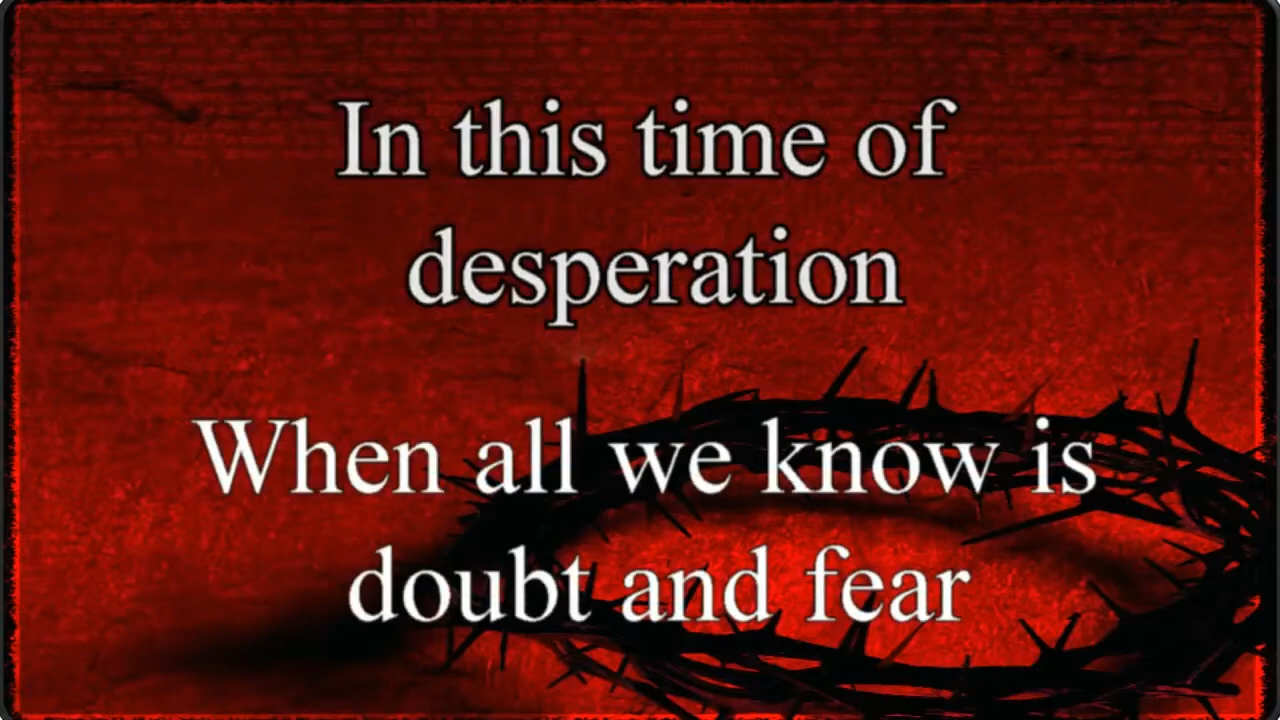 In this time of
desperation
When all we know is
doubt and fear